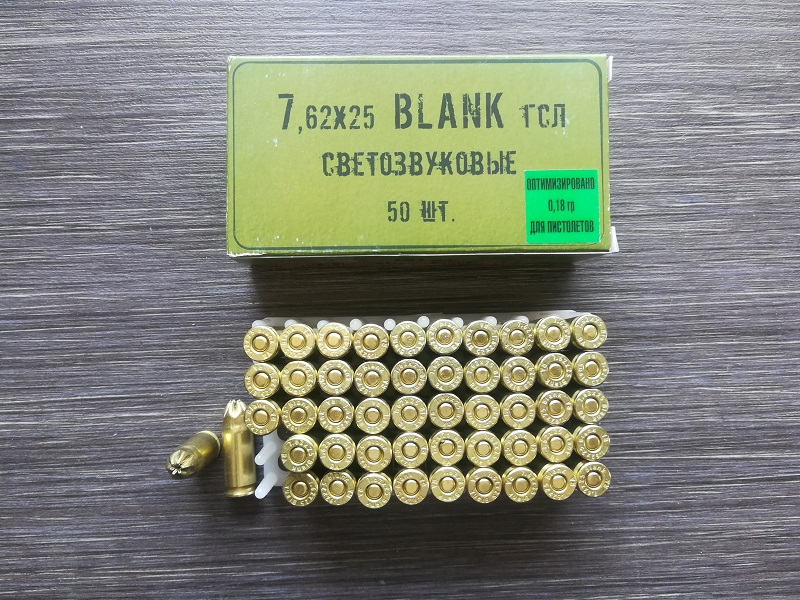 7,62X25 BLANK ГСЛ
СВЕТОЗВУКОВЫЕ
50 ШТ.
ОПТИМИЗИРОВАНО
0,18 гр
ДЛЯ ПИСТОЛЕТОВ